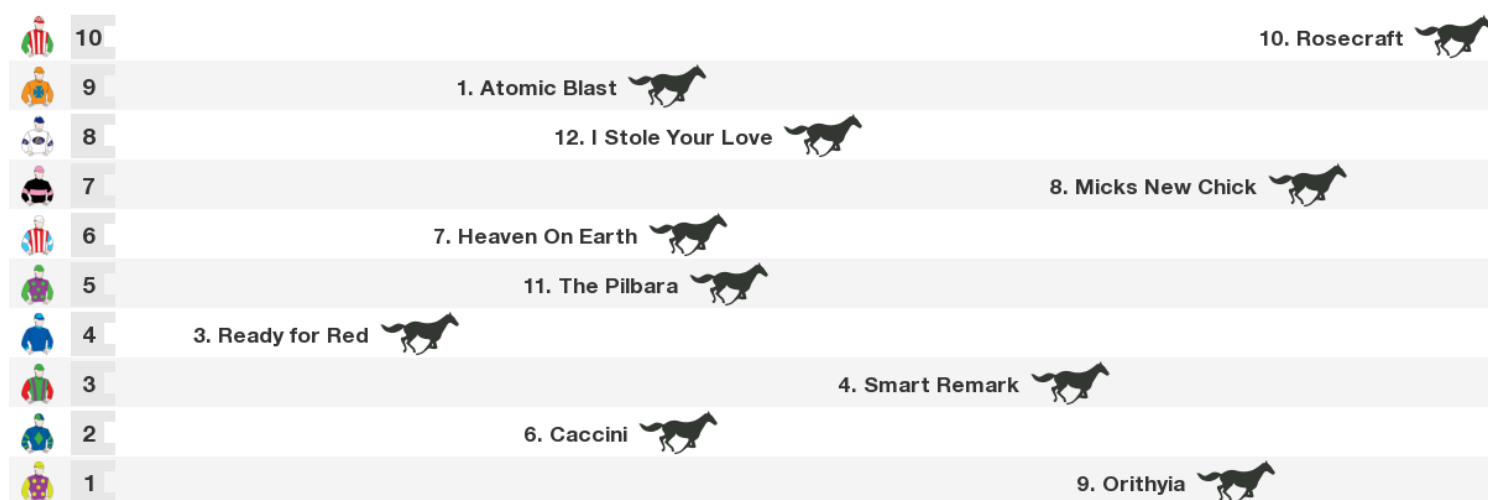 10 10. Rosecraft
9 1. Atomic Blast
8 12. I Stole Your Love
7 8. Micks New Chick
6 7. Heaven On Earth
5 11. The Pilbara
4 3. Ready for Red
3 4. Smart Remark
2 6. Caccini
1 9. Orithyia